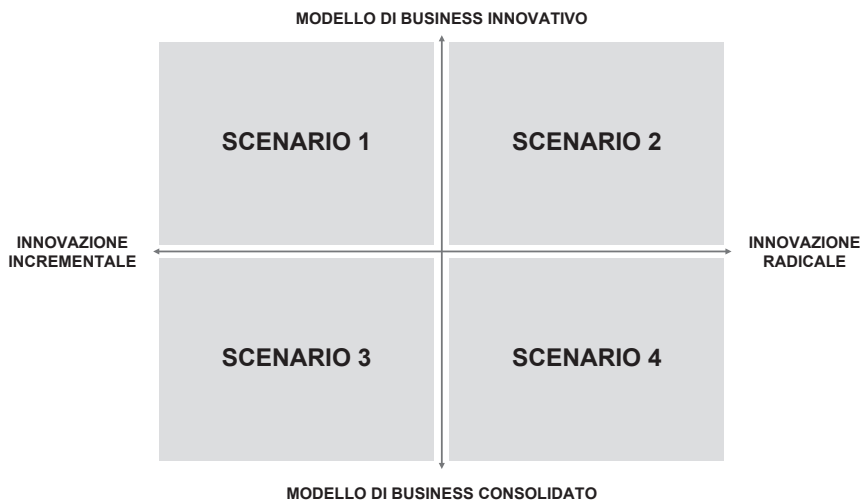 MODELLO DI BUSINESS INNOVATIVO
SCENARIO 1
SCENARIO 2
INNOVAZIONE
INCREMENTALE
INNOVAZIONE
RADICALE
SCENARIO 3
SCENARIO 4
MODELLO DI BUSINESS CONSOLIDATO